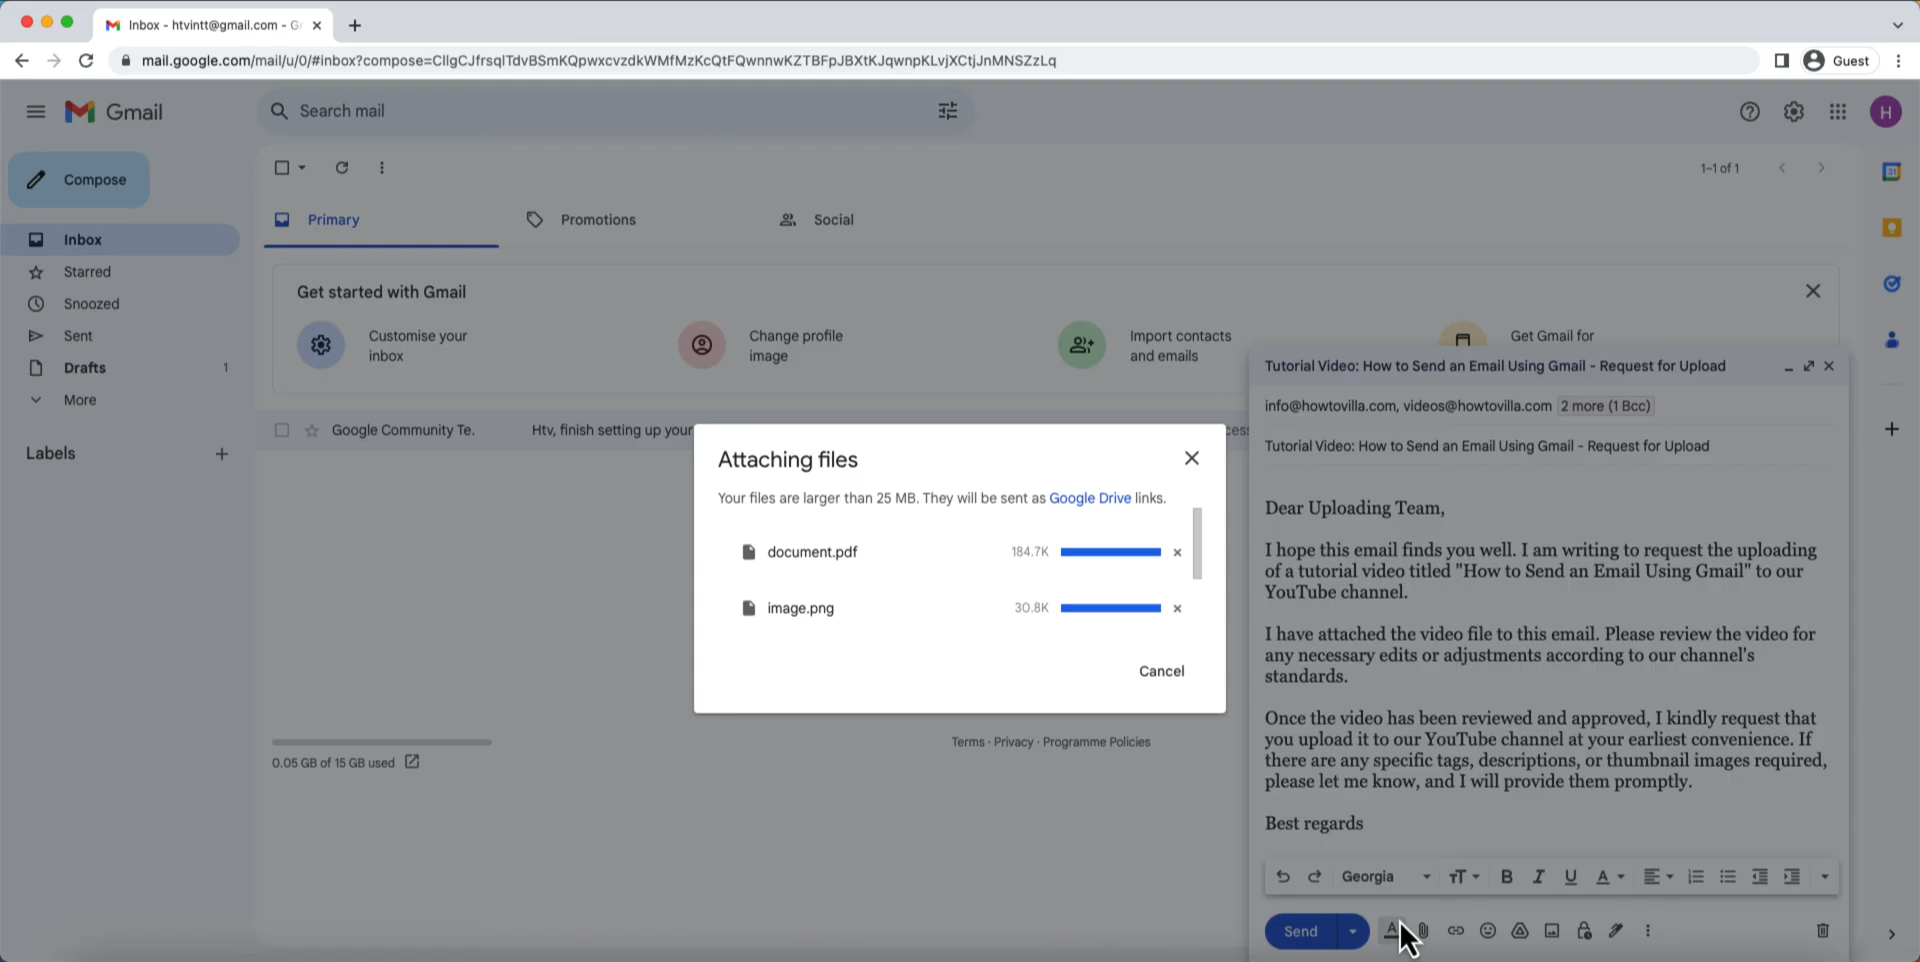 Inbox - htvintt@gmail.com - G
mail.google.com/mail/u/0/#inbox?compose=CllgCJfrsqlTdvBSmKQpwxcvzdkWMfMzKcQtFQwnnwKZTBFpJBXtKJqwnpKLvjXCtjJnMNSZzLq
Guest
Gmail
Search mail
H
Compose
1–1 of 1
31
Primary
Promotions
Social
Inbox
Starred
Snoozed
Sent
Drafts 1
More
Labels
Get started with Gmail
Customise your
inbox
Change profile
image
Import contacts
and emails
Get Gmail for
Google Community Te. Htv, finish setting up your
Attaching files
Your files are larger than 25 MB. They will be sent as Google Drive links.
document.pdf 184.7K
image.png 30.8K
Cancel
Terms · Privacy · Programme Policies
0.05 GB of 15 GB used
Tutorial Video: How to Send an Email Using Gmail - Request for Upload
info@howtovilla.com, videos@howtovilla.com 2 more (1 Bcc)
Tutorial Video: How to Send an Email Using Gmail - Request for Upload
Dear Uploading Team,
I hope this email finds you well. I am writing to request the uploading
of a tutorial video titled "How to Send an Email Using Gmail" to our
YouTube channel.
I have attached the video file to this email. Please review the video for
any necessary edits or adjustments according to our channel's
standards.
Once the video has been reviewed and approved, I kindly request that
you upload it to our YouTube channel at your earliest convenience. If
there are any specific tags, descriptions, or thumbnail images required,
please let me know, and I will provide them promptly.
Best regards
Georgia
Send